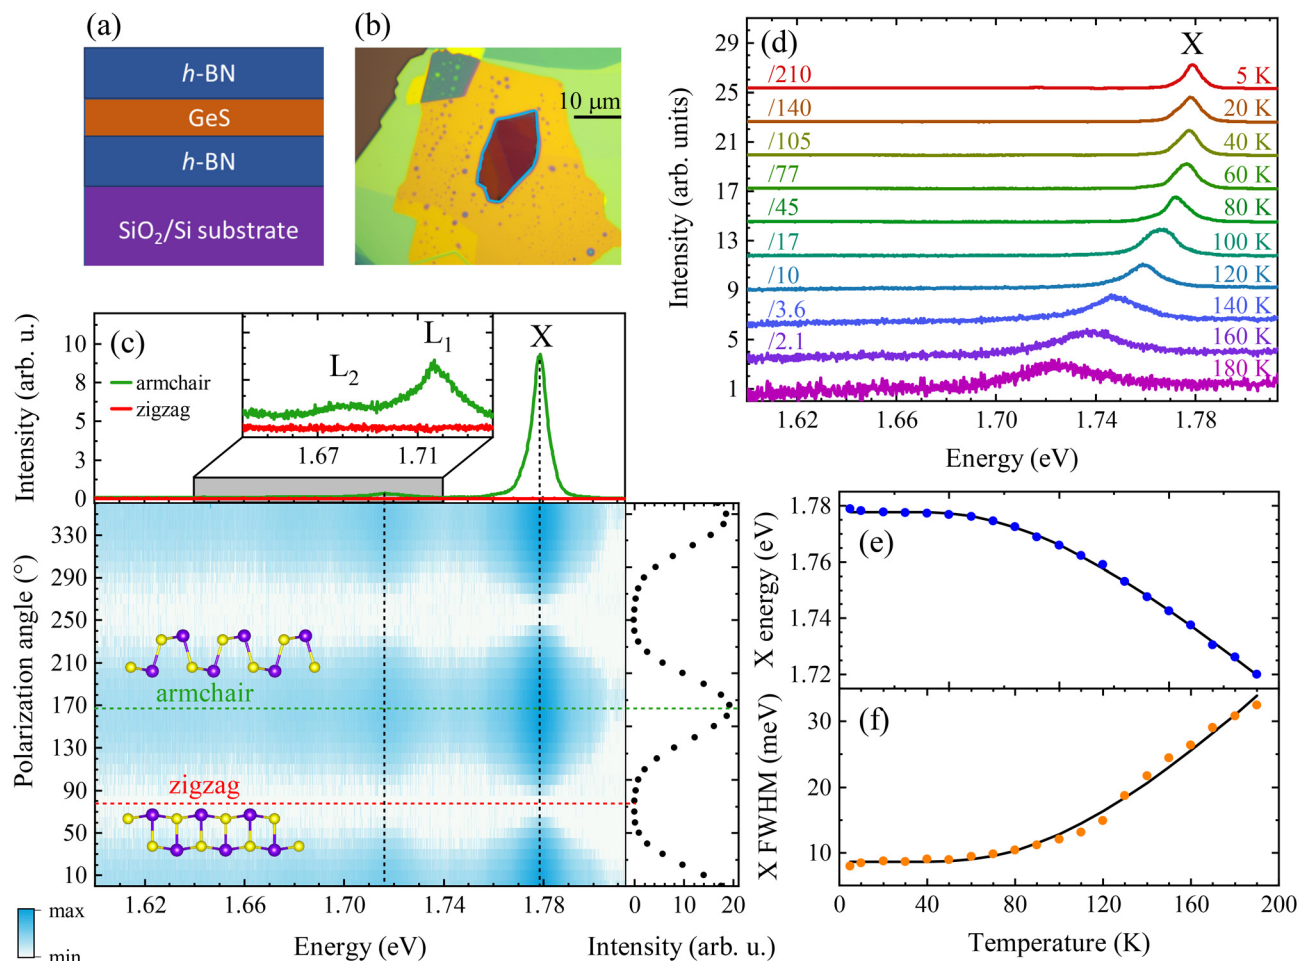 (a)
h-BN
GeS
h-BN
SiO₂/Si substrate
(b)
10 μm
(c)
Intensity (arb. u.)
10
8
5
3
0
armchair
zigzag
L₂
L₁
1.67
1.71
X
Polarization angle (°)
330
290
250
210
170
130
90
50
10
armchair
zigzag
max
min
1.62
1.66
1.70
1.74
1.78
Energy (eV)
0
10
20
Intensity (arb. u.)
(d)
X
Intensity (arb. units)
29
25
21
17
13
9
5
1
/210
5 K
/140
20 K
/105
40 K
/77
60 K
/45
80 K
/17
100 K
/10
120 K
/3.6
140 K
/2.1
160 K
180 K
1.62
1.66
1.70
1.74
1.78
Energy (eV)
(e)
X energy (eV)
1.78
1.76
1.74
1.72
(f)
X FWHM (meV)
30
20
10
0
40
80
120
160
200
Temperature (K)